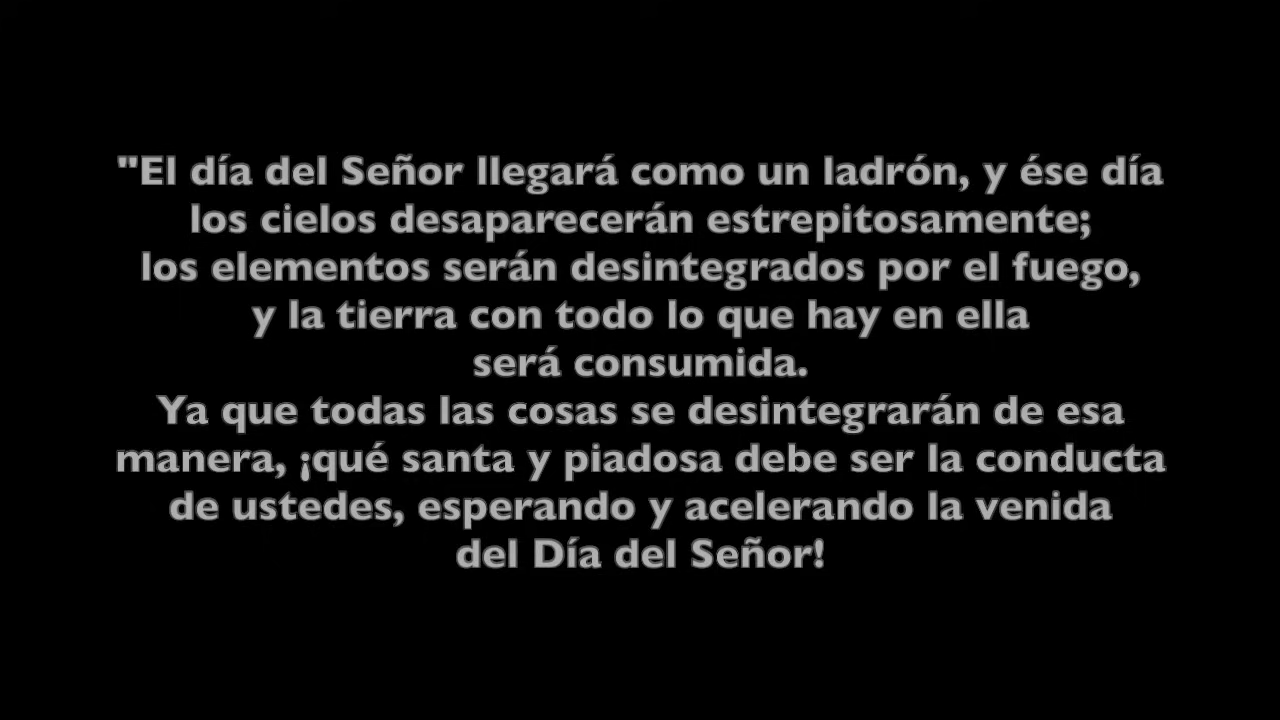 "El día del Señor llegará como un ladrón, y ése día
los cielos desaparecerán estrepitosamente;
los elementos serán desintegrados por el fuego,
y la tierra con todo lo que hay en ella
será consumida.
Ya que todas las cosas se desintegrarán de esa
manera, ¡qué santa y piadosa debe ser la conducta
de ustedes, esperando y acelerando la venida
del Día del Señor!